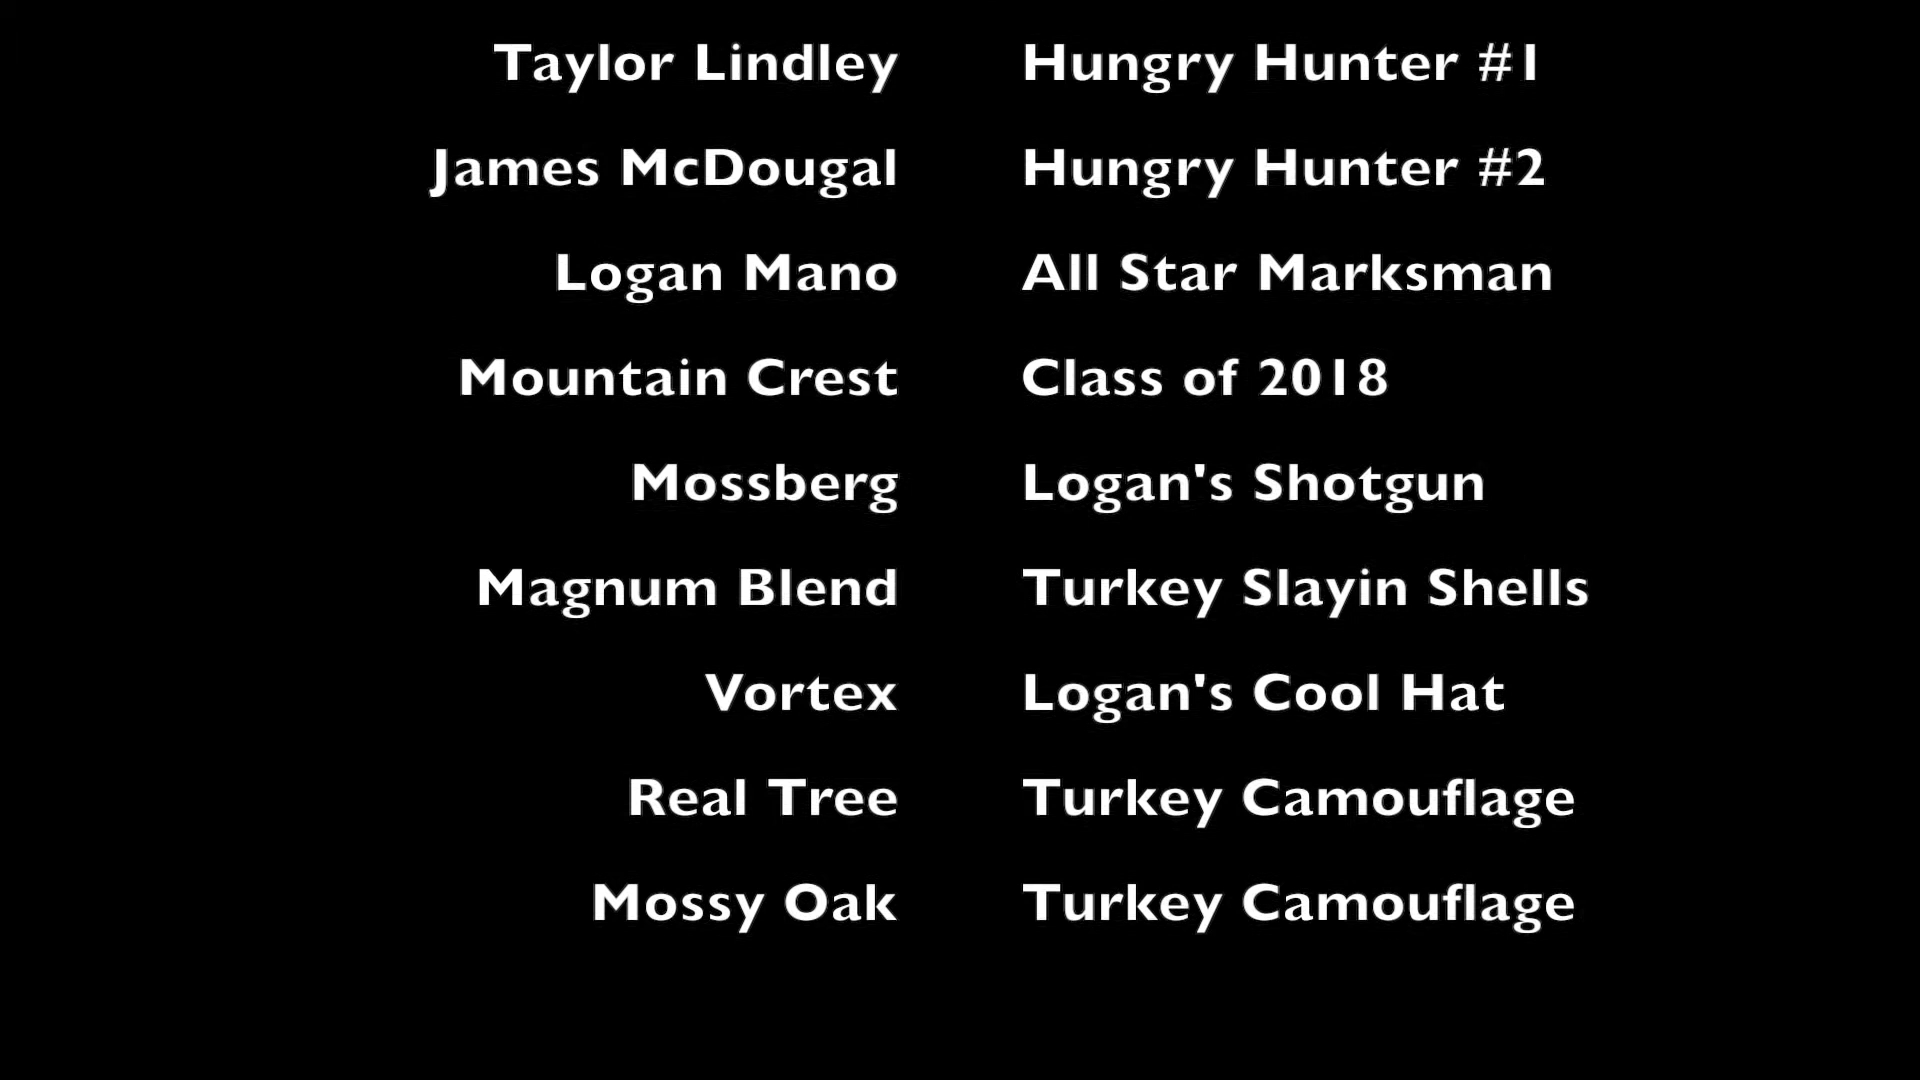 Taylor Lindley Hungry Hunter #1
James McDougal Hungry Hunter #2
Logan Mano All Star Marksman
Mountain Crest Class of 2018
Mossberg Logan's Shotgun
Magnum Blend Turkey Slayin Shells
Vortex Logan's Cool Hat
Real Tree Turkey Camouflage
Mossy Oak Turkey Camouflage